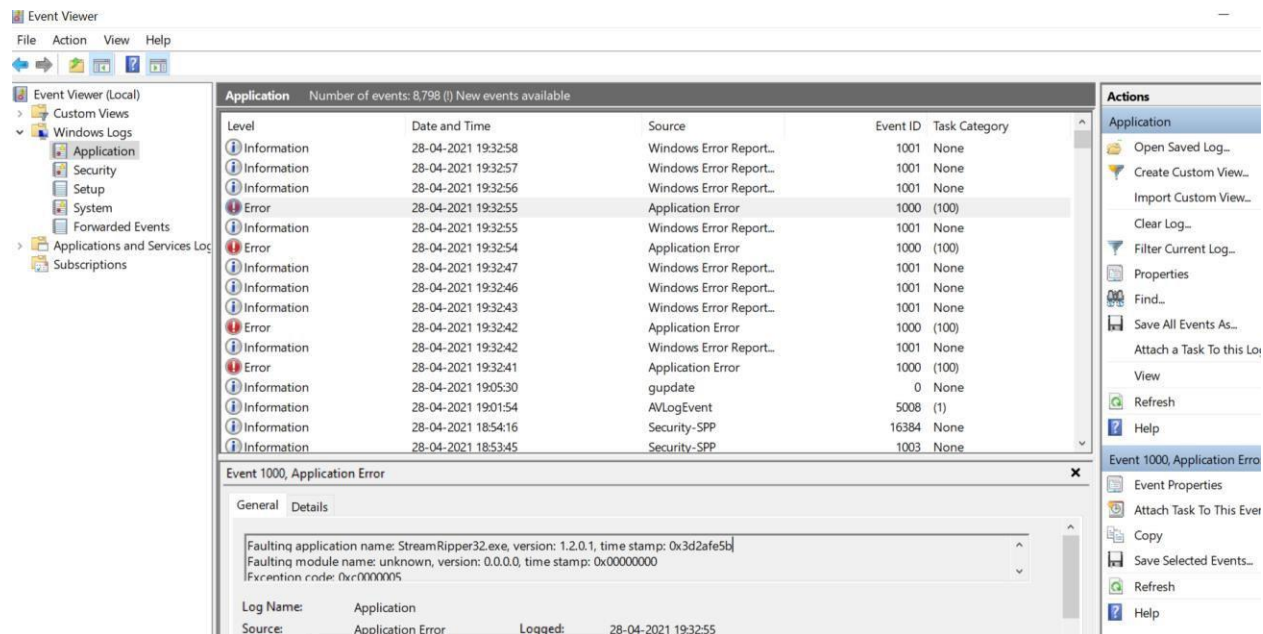 Event Viewer
File Action View Help
Event Viewer (Local)
Custom Views
Windows Logs
Application
Security
Setup
System
Forwarded Events
Applications and Services Log
Subscriptions
Application Number of events: 8,798 (!) New events available
Level Date and Time Source Event ID Task Category
Information 28-04-2021 19:32:58 Windows Error Report... 1001 None
Information 28-04-2021 19:32:57 Windows Error Report... 1001 None
Information 28-04-2021 19:32:56 Windows Error Report... 1001 None
Error 28-04-2021 19:32:55 Application Error 1000 (100)
Information 28-04-2021 19:32:55 Windows Error Report... 1001 None
Error 28-04-2021 19:32:54 Application Error 1000 (100)
Information 28-04-2021 19:32:47 Windows Error Report... 1001 None
Information 28-04-2021 19:32:46 Windows Error Report... 1001 None
Information 28-04-2021 19:32:43 Windows Error Report... 1001 None
Error 28-04-2021 19:32:42 Application Error 1000 (100)
Information 28-04-2021 19:32:42 Windows Error Report... 1001 None
Error 28-04-2021 19:32:41 Application Error 1000 (100)
Information 28-04-2021 19:05:30 gupdate 0 None
Information 28-04-2021 19:01:54 AVLogEvent 5008 (1)
Information 28-04-2021 18:54:16 Security-SPP 16384 None
Information 28-04-2021 18:53:45 Security-SPP 1003 None
Event 1000, Application Error
General Details
Faulting application name: StreamRipper32.exe, version: 1.2.0.1, time stamp: 0x3d2afe5b
Faulting module name: unknown, version: 0.0.0.0, time stamp: 0x00000000
Exception code: 0xc0000005
Log Name: Application
Source: Application Error Logged: 28-04-2021 19:32:55
Actions
Application
Open Saved Log...
Create Custom View...
Import Custom View...
Clear Log...
Filter Current Log...
Properties
Find...
Save All Events As...
Attach a Task To this Log
View
Refresh
Help
Event 1000, Application Erro
Event Properties
Attach Task To This Ever
Copy
Save Selected Events...
Refresh
Help